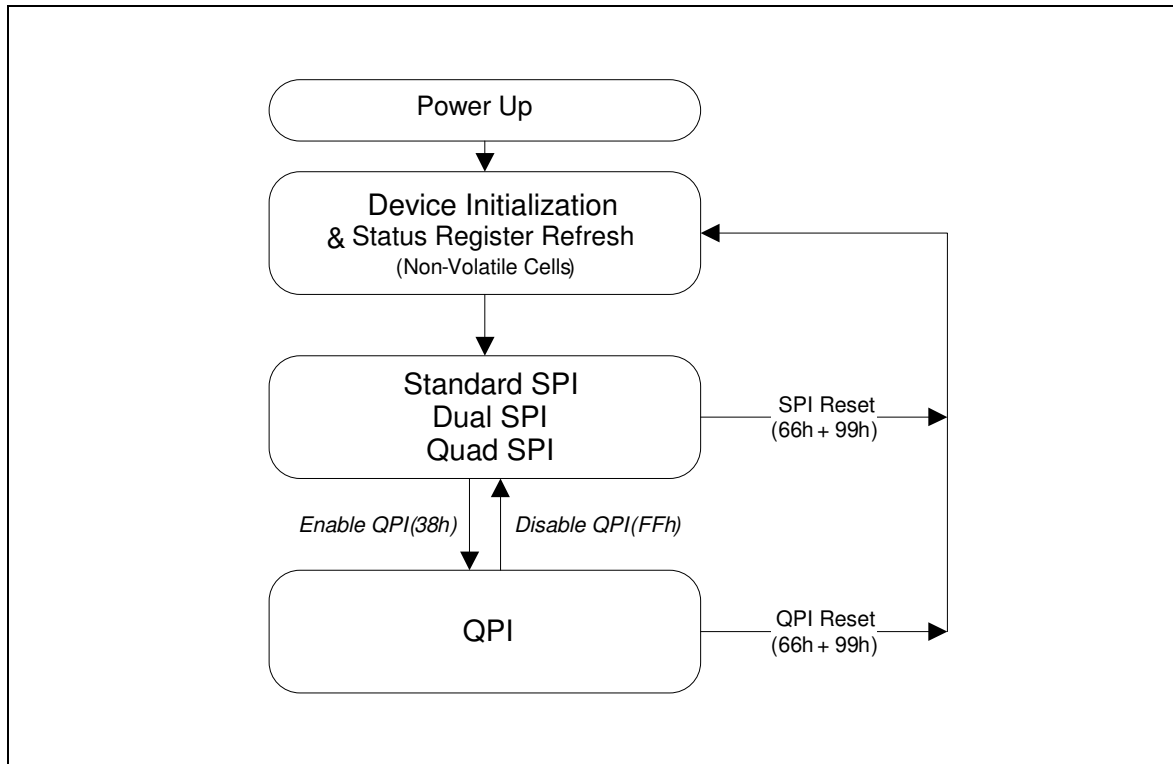 Power Up
Device Initialization
& Status Register Refresh
(Non-Volatile Cells)
Standard SPI
Dual SPI
Quad SPI
SPI Reset
(66h + 99h)
Enable QPI(38h)
Disable QPI(FFh)
QPI
QPI Reset
(66h + 99h)